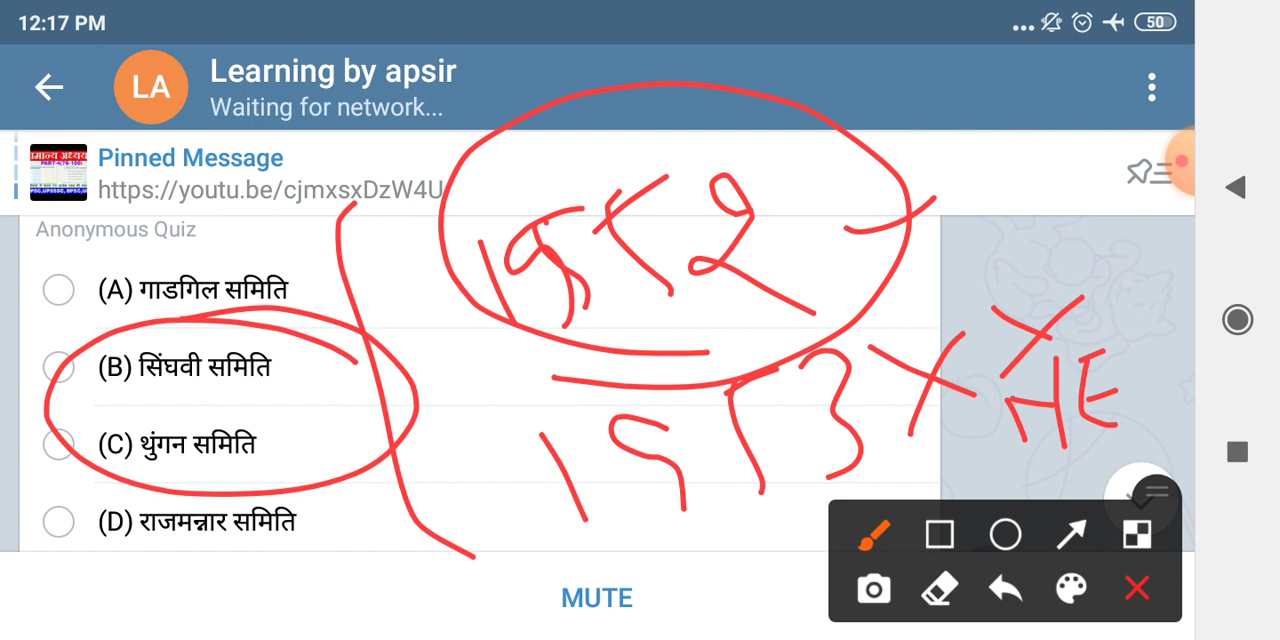 12:17 PM
50
LA
Learning by apsir
Waiting for network...
Pinned Message
https://youtu.be/cjmxsxDzW4U
Anonymous Quiz
(A) गाडगिल समिति
(B) सिंघवी समिति
(C) थुंगन समिति
(D) राजमन्नार समिति
MUTE